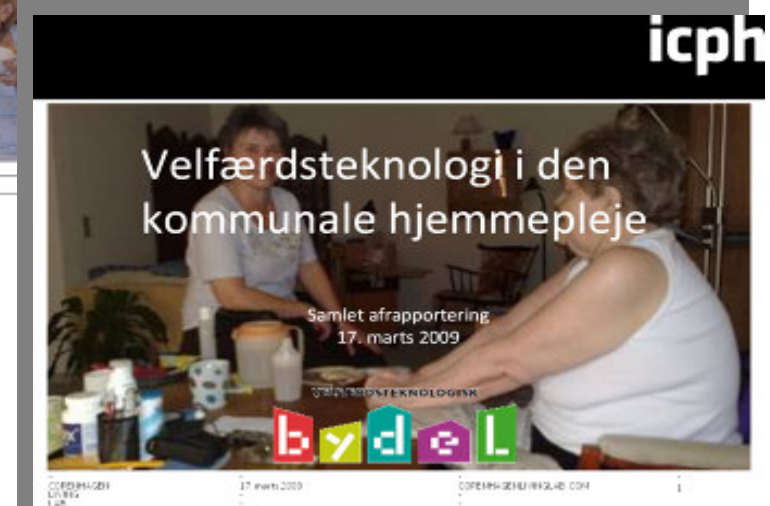 icph
Velfærdsteknologi i den
kommunale hjemmepleje
Samlet afrapportering
17. marts 2009
VELFÆRDSTEKNOLOGISK
bydel
COPENHAGEN
LIVING
LAB
17 marts 2009
COPENHAGENLIVINGLAB.COM
1